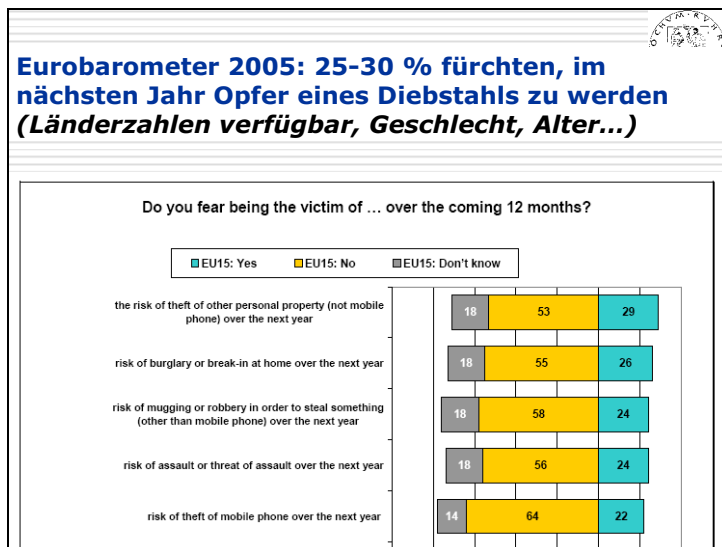 Eurobarometer 2005: 25-30 % fürchten, im
nächsten Jahr Opfer eines Diebstahls zu werden
(Länderzahlen verfügbar, Geschlecht, Alter...)
Do you fear being the victim of ... over the coming 12 months?
EU15: Yes EU15: No EU15: Don't know
the risk of theft of other personal property (not mobile
phone) over the next year
18 53 29
risk of burglary or break-in at home over the next year
18 55 26
risk of mugging or robbery in order to steal something
(other than mobile phone) over the next year
18 58 24
risk of assault or threat of assault over the next year
18 56 24
risk of theft of mobile phone over the next year
14 64 22